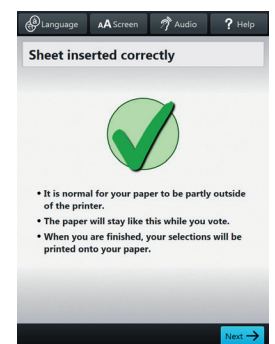 Language AA Screen Audio ? Help
Sheet inserted correctly
• It is normal for your paper to be partly outside
of the printer.
• The paper will stay like this while you vote.
• When you are finished, your selections will be
printed onto your paper.
Next →